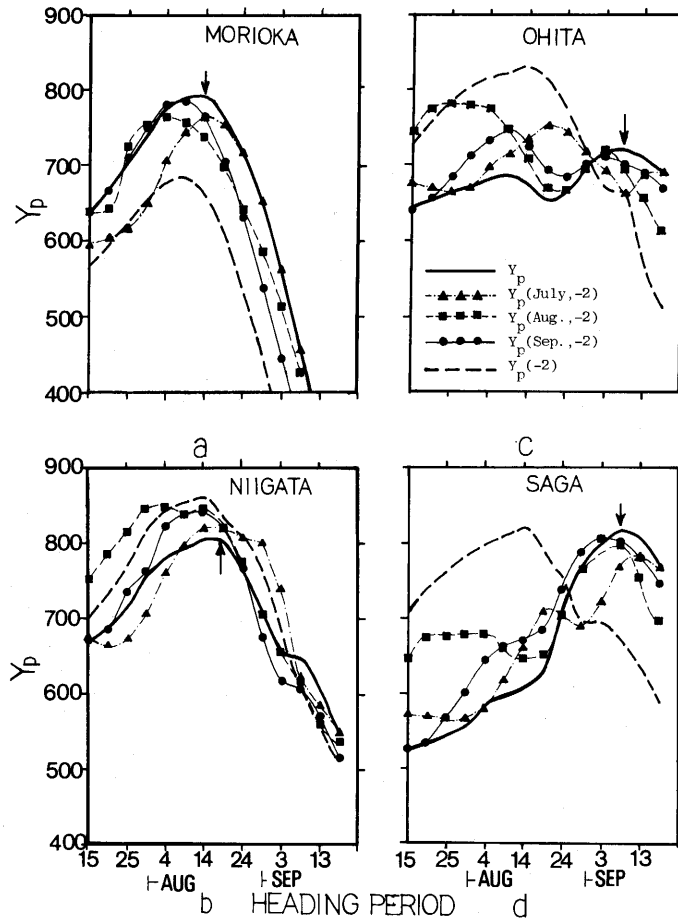 900
800
700
600
500
400
Yp
MORIOKA
a
OHITA
Yp
Yp(July,-2)
Yp(Aug.,-2)
Yp(Sep.,-2)
Yp(-2)
c
900
800
700
600
500
400
Yp
NIIGATA
15 25 4 14 24 3 13
AUG SEP
b
SAGA
15 25 4 14 24 3 13
AUG SEP
d
HEADING PERIOD